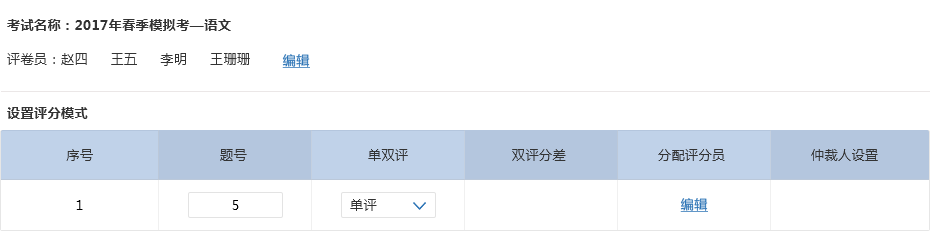 考试名称：2017年春季模拟考—语文
评卷员：赵四 王五 李明 王珊珊 编辑
设置评分模式
序号 题号 单双评 双评分差 分配评分员 仲裁人设置
1 5 单评 编辑